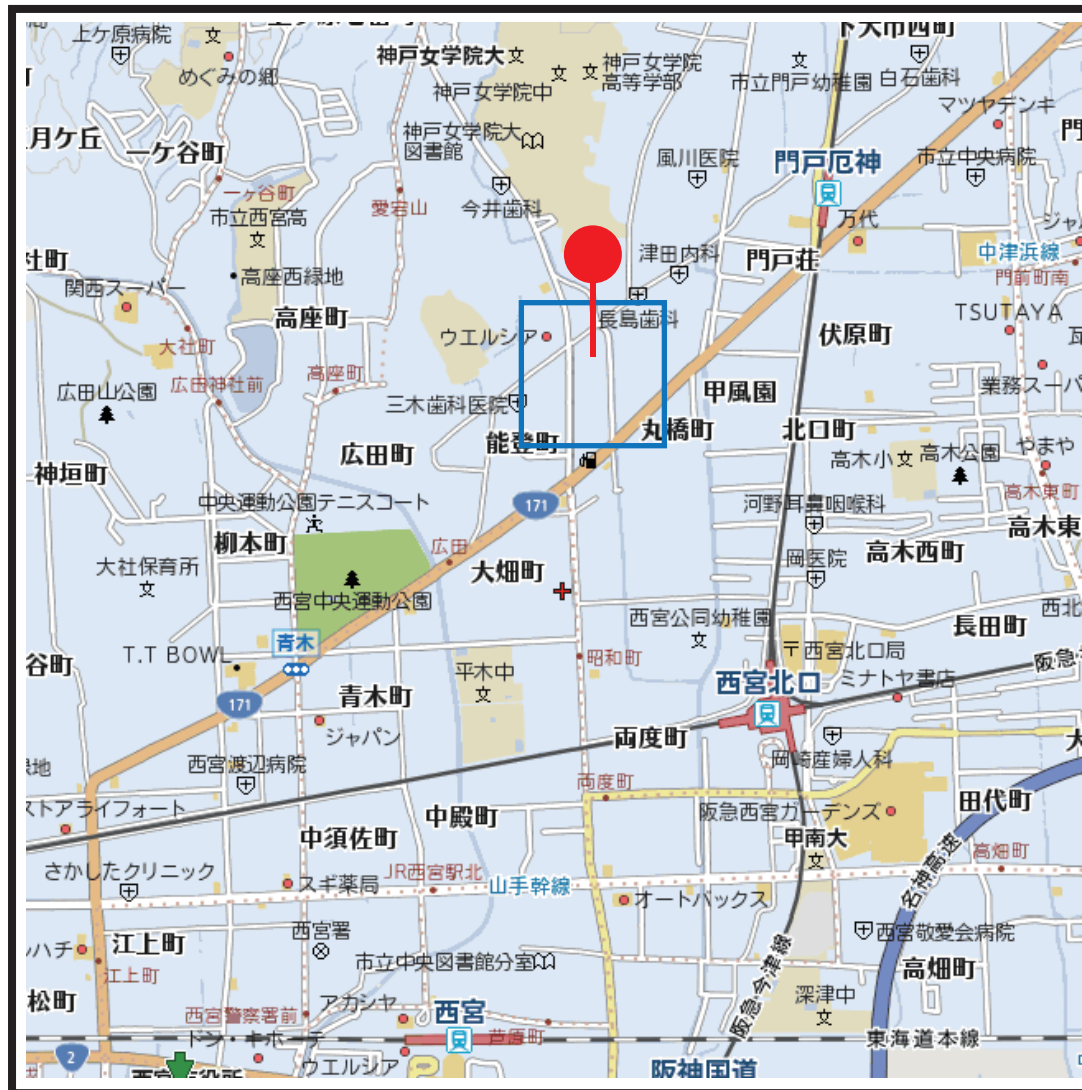 上ケ原病院
めぐみの郷
神戸女学院大
神戸女学院中
神戸女学院
高等学部
市立門戸幼稚園
白石歯科
下大市西町
マツヤデンキ
月ケ丘
一ケ谷町
神戸女学院大
図書館
風川医院
門戸厄神
市立中央病院
一ヶ谷町
市立西宮高
愛宕山
今井歯科
万代
社町
高座西緑地
津田内科
門戸荘
中津浜線
門前町南
関西スーパー
高座町
ウエルシア
長島歯科
TSUTAYA
伏原町
大社町
広田神社前
高座町
三木歯科医院
甲風園
業務スーパ
広田山公園
広田町
能登町
丸橋町
北口町
高木小
高木公園
やまや
神垣町
高木東町
中央運動公園テニスコート
171
河野耳鼻咽喉科
柳本町
広田
高木東
大社保育所
大畑町
岡医院
高木西町
西宮中央運動公園
西宮公同幼稚園
西北
長田町
青木
谷町
T.T BOWL
昭和町
〒西宮北口局
阪急
平木中
西宮北口
ミナトヤ書店
171
青木町
ジャパン
両度町
西宮渡辺病院
岡崎産婦人科
両度町
ストアライフォート
中殿町
阪急西宮ガーデンズ
田代町
中須佐町
甲南大
高畑町
さかしたクリニック
JR西宮駅北
スギ薬局
山手幹線
オートバックス
名神高速
西宮署
西宮敬愛会病院
ハチ
江上町
市立中央図書館分室
高畑町
江上町
阪急今津線
松町
アカシヤ
西宮
深津中
西宮警察署前
ドン・キホーテ
芦原町
東海道本線
2
ウエルシア
阪神国道